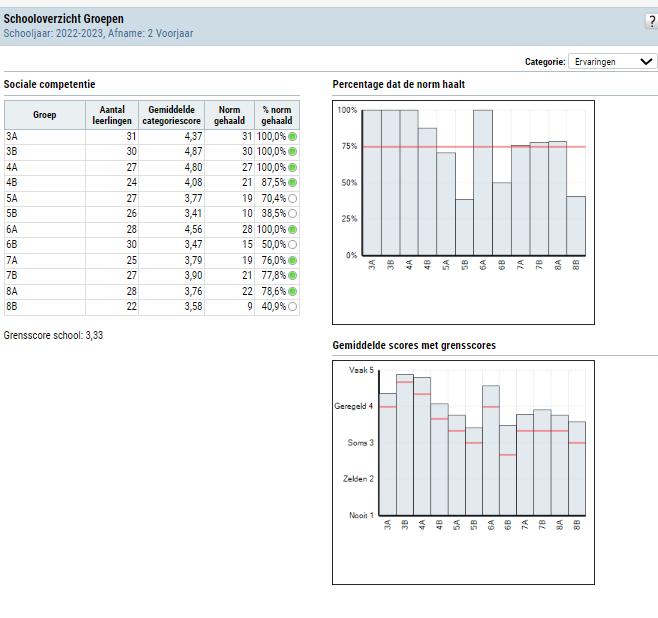 Schooloverzicht Groepen
?
Schooljaar: 2022-2023, Afname: 2 Voorjaar
Categorie: Ervaringen
Sociale competentie
Groep Aantal leerlingen Gemiddelde categoriescore Norm gehaald % norm gehaald
3A 31 4,37 31 100,0%
3B 30 4,87 30 100,0%
4A 27 4,80 27 100,0%
4B 24 4,08 21 87,5%
5A 27 3,77 19 70,4%
5B 26 3,41 10 38,5%
6A 28 4,56 28 100,0%
6B 30 3,47 15 50,0%
7A 25 3,79 19 76,0%
7B 27 3,90 21 77,8%
8A 28 3,76 22 78,6%
8B 22 3,58 9 40,9%
Grensscore school: 3,33
Percentage dat de norm haalt
100%
75%
50%
25%
0%
3A 3B 4A 4B 5A 5B 6A 6B 7A 7B 8A 8B
Gemiddelde scores met grensscores
Vaak 5
Geregeld 4
Soms 3
Zelden 2
Nooit 1
3A 3B 4A 4B 5A 5B 6A 6B 7A 7B 8A 8B